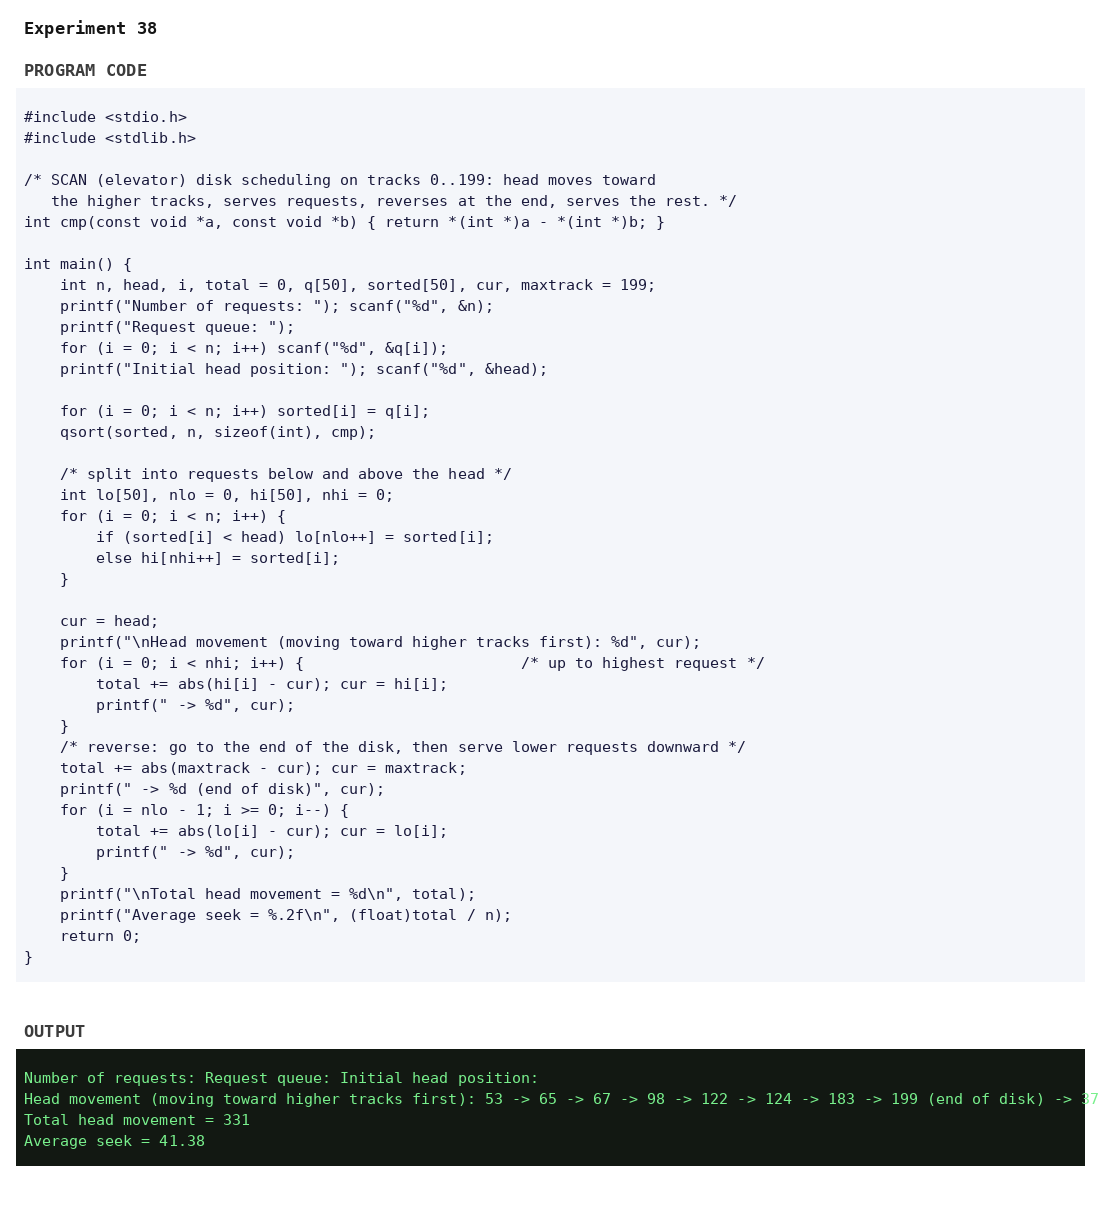 Experiment 38
PROGRAM CODE
#include <stdio.h>
#include <stdlib.h>
/* SCAN (elevator) disk scheduling on tracks 0..199: head moves toward
   the higher tracks, serves requests, reverses at the end, serves the rest. */
int cmp(const void *a, const void *b) { return *(int *)a - *(int *)b; }
int main() {
    int n, head, i, total = 0, q[50], sorted[50], cur, maxtrack = 199;
    printf("Number of requests: "); scanf("%d", &n);
    printf("Request queue: ");
    for (i = 0; i < n; i++) scanf("%d", &q[i]);
    printf("Initial head position: "); scanf("%d", &head);
    for (i = 0; i < n; i++) sorted[i] = q[i];
    qsort(sorted, n, sizeof(int), cmp);
    /* split into requests below and above the head */
    int lo[50], nlo = 0, hi[50], nhi = 0;
    for (i = 0; i < n; i++) {
        if (sorted[i] < head) lo[nlo++] = sorted[i];
        else hi[nhi++] = sorted[i];
    }
    cur = head;
    printf("\nHead movement (moving toward higher tracks first): %d", cur);
    for (i = 0; i < nhi; i++) {                        /* up to highest request */
        total += abs(hi[i] - cur); cur = hi[i];
        printf(" -> %d", cur);
    }
    /* reverse: go to the end of the disk, then serve lower requests downward */
    total += abs(maxtrack - cur); cur = maxtrack;
    printf(" -> %d (end of disk)", cur);
    for (i = nlo - 1; i >= 0; i--) {
        total += abs(lo[i] - cur); cur = lo[i];
        printf(" -> %d", cur);
    }
    printf("\nTotal head movement = %d\n", total);
    printf("Average seek = %.2f\n", (float)total / n);
    return 0;
}
OUTPUT
Number of requests: Request queue: Initial head position:
Head movement (moving toward higher tracks first): 53 -> 65 -> 67 -> 98 -> 122 -> 124 -> 183 -> 199 (end of disk) -> 37
Total head movement = 331
Average seek = 41.38